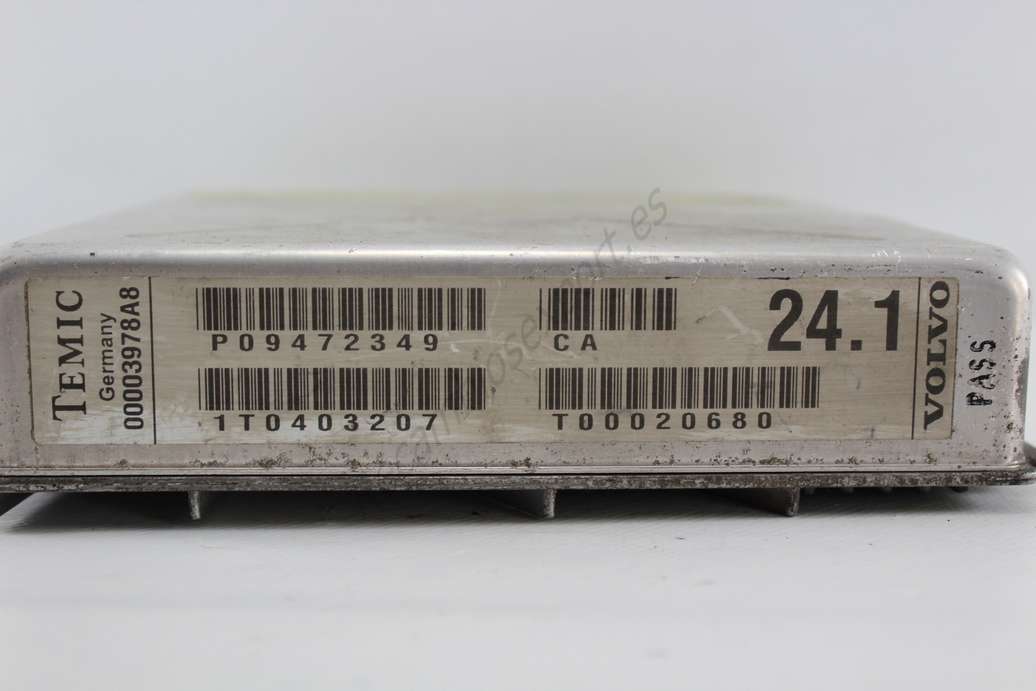 TEMIC
Germany
00003978A8
P09472349
CA
24.1
1T0403207
T00020680
VOLVO
PASS